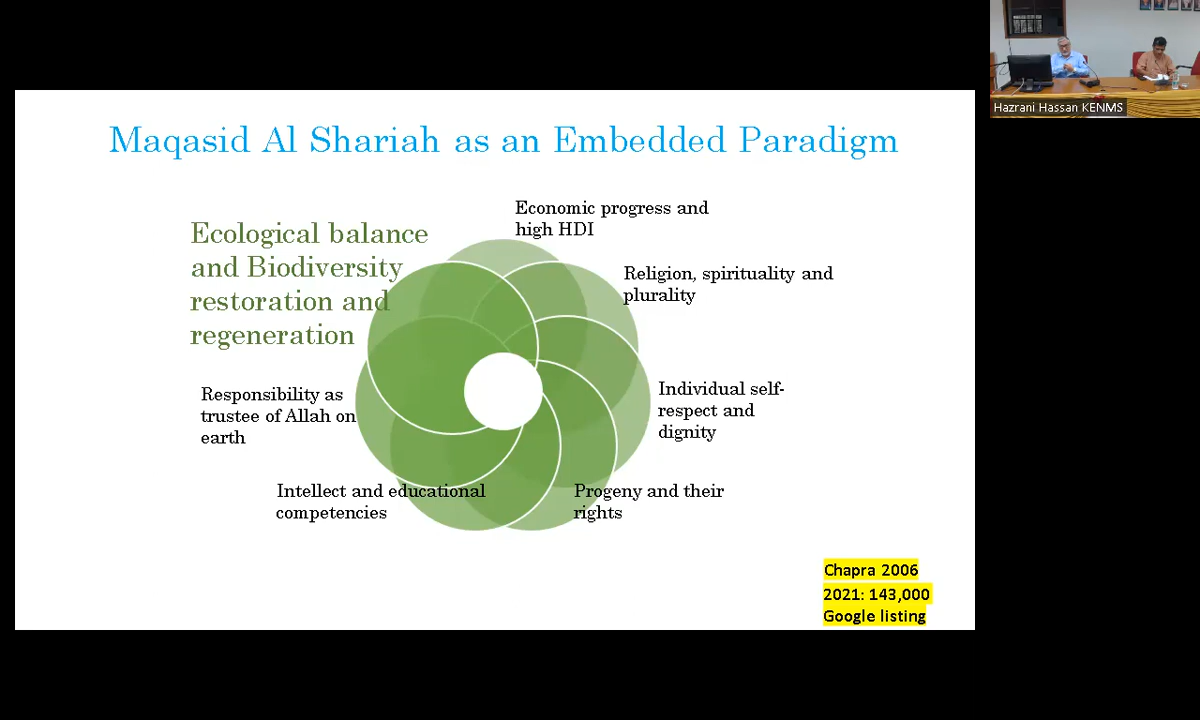 Hazrani Hassan KENMS
Maqasid Al Shariah as an Embedded Paradigm
Economic progress and
high HDI
Ecological balance
and Biodiversity
restoration and
regeneration
Religion, spirituality and
plurality
Individual self-
respect and
dignity
Responsibility as
trustee of Allah on
earth
Intellect and educational
competencies
Progeny and their
rights
Chapra 2006
2021: 143,000
Google listing